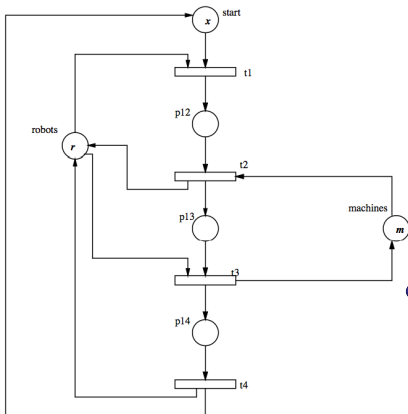 x start
t1
p12
robots
r
t2
machines
p13
m
t3
p14
t4